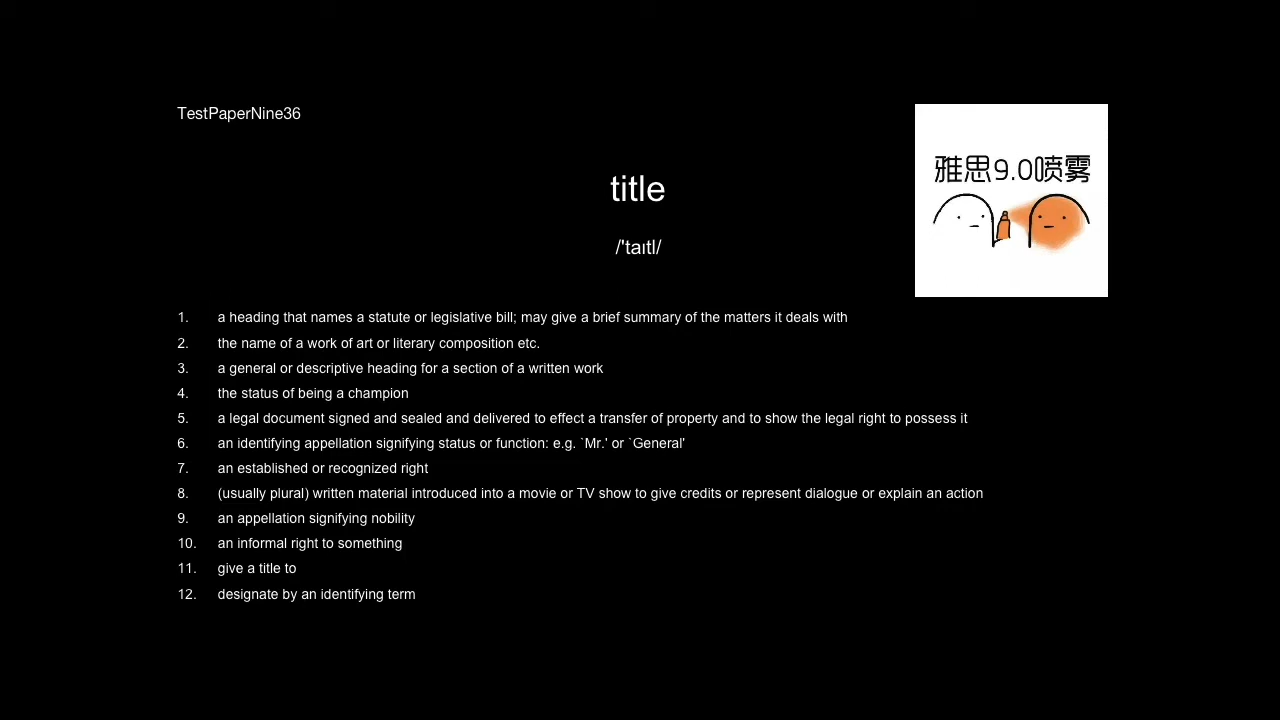 TestPaperNine36
雅思9.0喷雾
title
/'taɪtl/
1. a heading that names a statute or legislative bill; may give a brief summary of the matters it deals with
2. the name of a work of art or literary composition etc.
3. a general or descriptive heading for a section of a written work
4. the status of being a champion
5. a legal document signed and sealed and delivered to effect a transfer of property and to show the legal right to possess it
6. an identifying appellation signifying status or function: e.g. `Mr.' or `General'
7. an established or recognized right
8. (usually plural) written material introduced into a movie or TV show to give credits or represent dialogue or explain an action
9. an appellation signifying nobility
10. an informal right to something
11. give a title to
12. designate by an identifying term